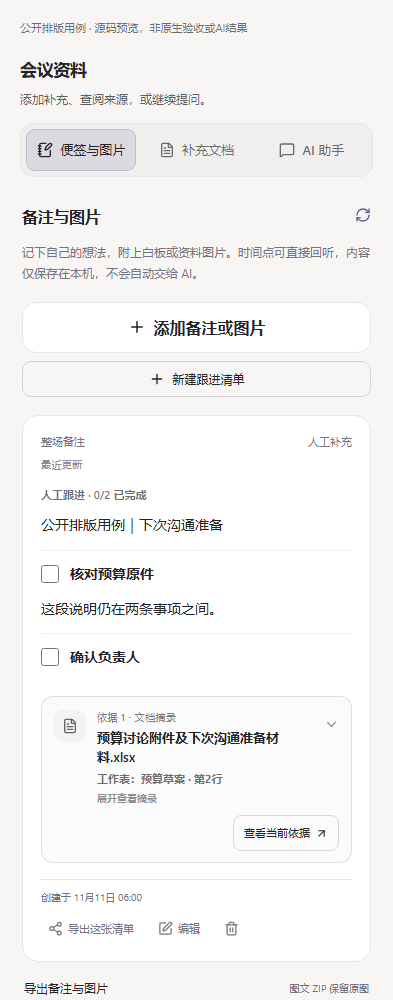 公开排版用例 · 源码预览，非原生验收或AI结果
会议资料
添加补充、查阅来源，或继续提问。
便签与图片
补充文档
AI 助手
备注与图片
记下自己的想法，附上白板或资料图片。时间点可直接回听，内容
仅保存在本机，不会自动交给 AI。
添加备注或图片
新建跟进清单
整场备注
人工补充
最近更新
人工跟进 · 0/2 已完成
公开排版用例｜下次沟通准备
核对预算原件
这段说明仍在两条事项之间。
确认负责人
依据 1 · 文档摘录
预算讨论附件及下次沟通准备材
料.xlsx
工作表：预算草案 · 第2行
展开查看摘录
查看当前依据
创建于 11月11日 06:00
导出这张清单
编辑
导出备注与图片
图文 ZIP 保留原图